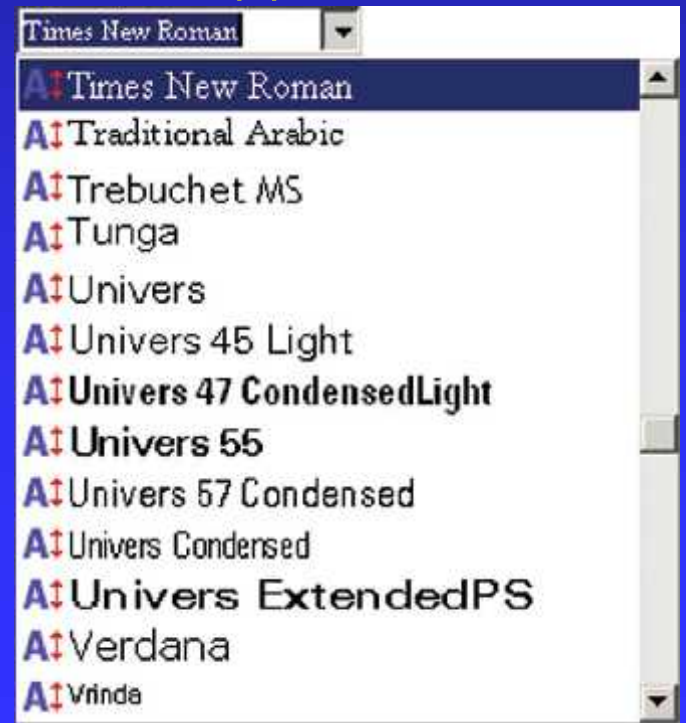 Times New Roman
Times New Roman
Traditional Arabic
Trebuchet MS
Tunga
Univers
Univers 45 Light
Univers 47 CondensedLight
Univers 55
Univers 57 Condensed
Univers Condensed
Univers ExtendedPS
Verdana
Vrinda